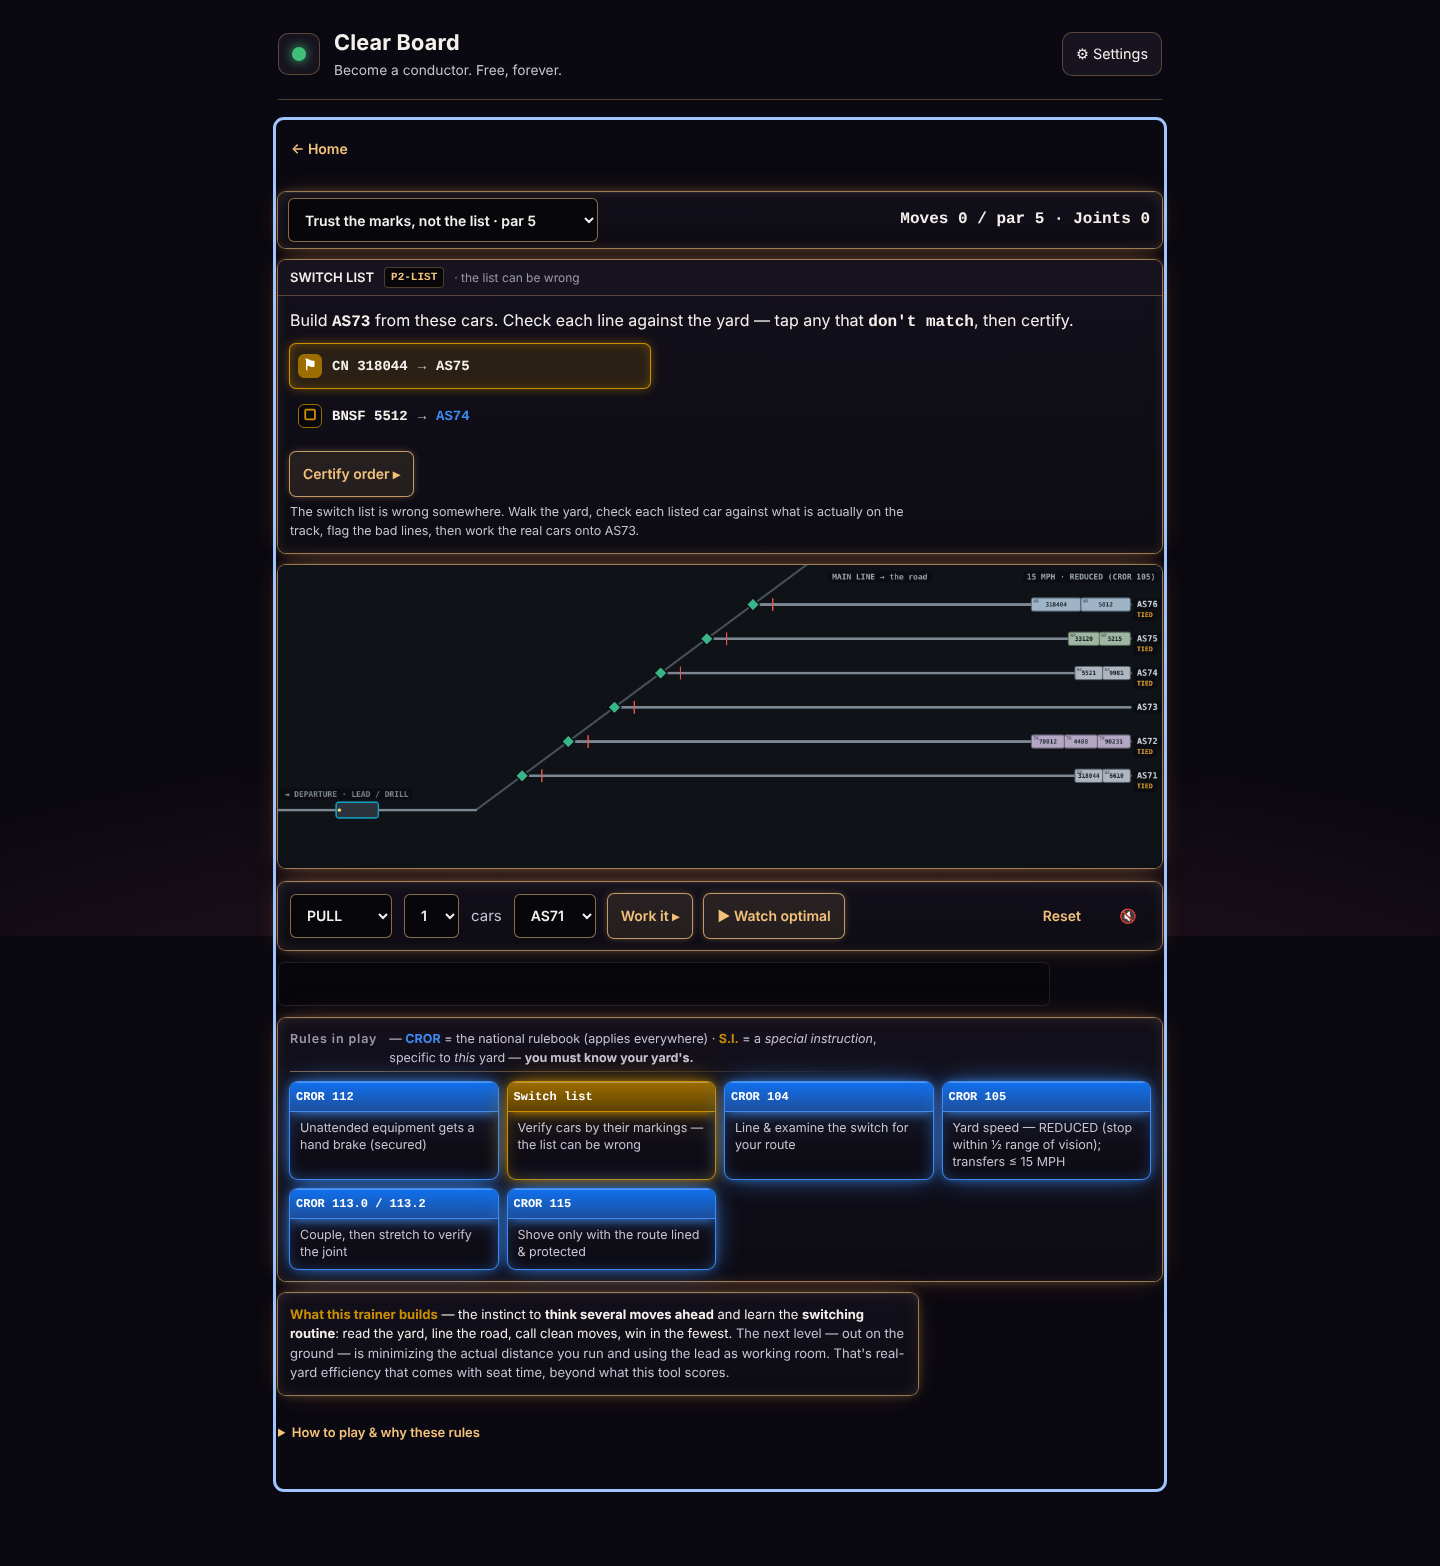 Clear Board
Become a conductor. Free, forever.
⚙ Settings
← Home
Trust the marks, not the list · par 5
Moves 0 / par 5 · Joints 0
SWITCH LIST P2-LIST · the list can be wrong
Build AS73 from these cars. Check each line against the yard — tap any that don't match, then certify.
⚑ CN 318044 → AS75
BNSF 5512 → AS74
Certify order ▸
The switch list is wrong somewhere. Walk the yard, check each listed car against what is actually on the
track, flag the bad lines, then work the real cars onto AS73.
MAIN LINE → the road
15 MPH · REDUCED (CROR 105)
318404 5012 AS76
TIED
33120 5215 AS75
TIED
5521 9981 AS74
TIED
AS73
70012 4400 90231 AS72
TIED
318044 6610 AS71
TIED
◄ DEPARTURE · LEAD / DRILL
PULL 1 cars AS71 Work it ▸ ▶ Watch optimal Reset
Rules in play — CROR = the national rulebook (applies everywhere) · S.I. = a special instruction,
specific to this yard — you must know your yard's.
CROR 112
Unattended equipment gets a
hand brake (secured)
Switch list
Verify cars by their markings —
the list can be wrong
CROR 104
Line & examine the switch for
your route
CROR 105
Yard speed — REDUCED (stop
within ½ range of vision);
transfers ≤ 15 MPH
CROR 113.0 / 113.2
Couple, then stretch to verify
the joint
CROR 115
Shove only with the route lined
& protected
What this trainer builds — the instinct to think several moves ahead and learn the switching
routine: read the yard, line the road, call clean moves, win in the fewest. The next level — out on the
ground — is minimizing the actual distance you run and using the lead as working room. That's real-
yard efficiency that comes with seat time, beyond what this tool scores.
▶ How to play & why these rules